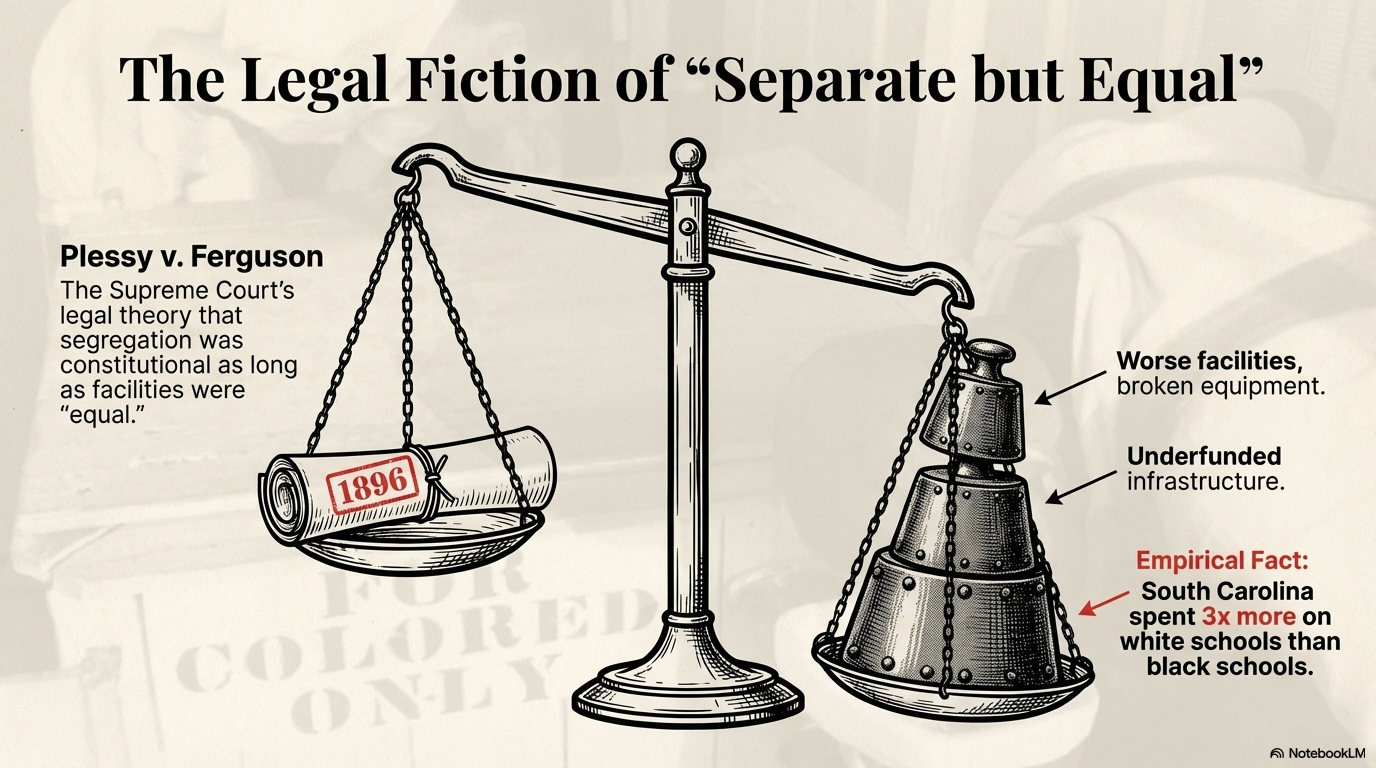 The Legal Fiction of “Separate but Equal”
Plessy v. Ferguson
The Supreme Court’s
legal theory that
segregation was
constitutional as long
as facilities were
“equal.”
1896
Worse facilities,
broken equipment.
Underfunded
infrastructure.
Empirical Fact:
South Carolina
spent 3x more on
white schools than
black schools.
FOR
COLORED
ONLY
NotebookLM